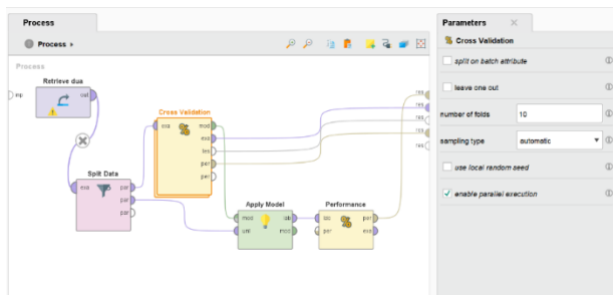 Process
Parameters
Process
Cross Validation
Process
split on batch attribute
Retrieve dua
leave one out
inp
out
res
number of folds
10
Cross Validation
res
exa
mod
res
exa
res
sampling type
automatic
tes
res
per
per
use local random seed
Split Data
exa
par
enable parallel execution
par
par
Apply Model
Performance
mod
lab
lab
per
unl
mod
per
exa